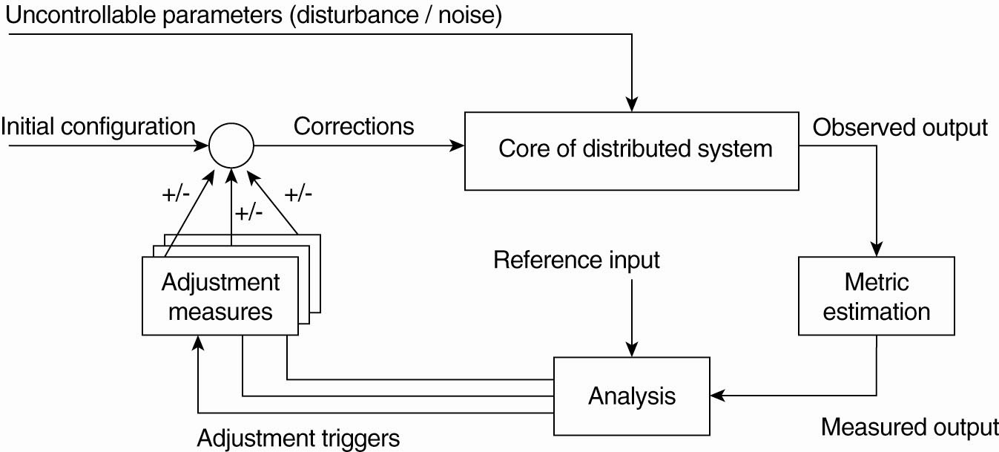 Uncontrollable parameters (disturbance / noise)
Initial configuration
Corrections
Core of distributed system
Observed output
+/-
+/-
+/-
Reference input
Adjustment
measures
Metric
estimation
Analysis
Adjustment triggers
Measured output